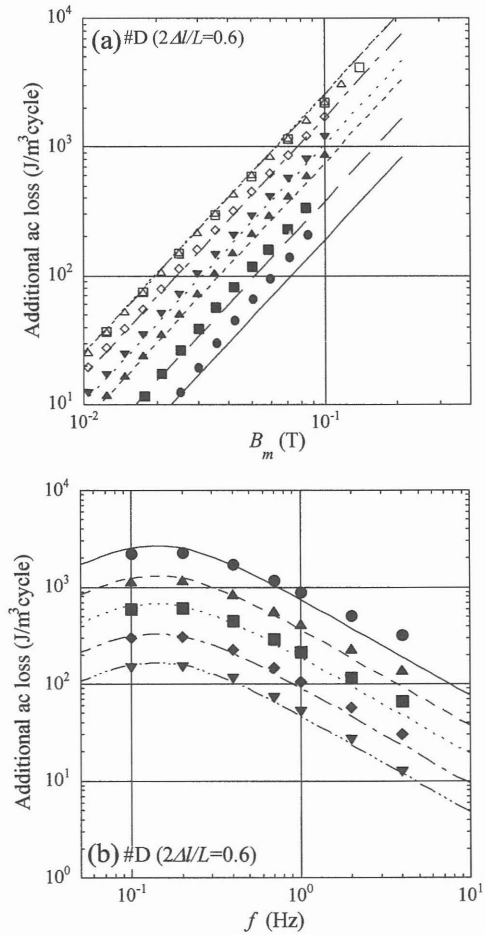 (a) #D (2Δl/L=0.6)
10^4
10^3
10^2
10^1
Additional ac loss (J/m^3cycle)
10^-2
10^-1
B_m (T)
10^4
10^3
10^2
10^1
10^0
Additional ac loss (J/m^3cycle)
(b) #D (2Δl/L=0.6)
10^-1
10^0
10^1
f (Hz)